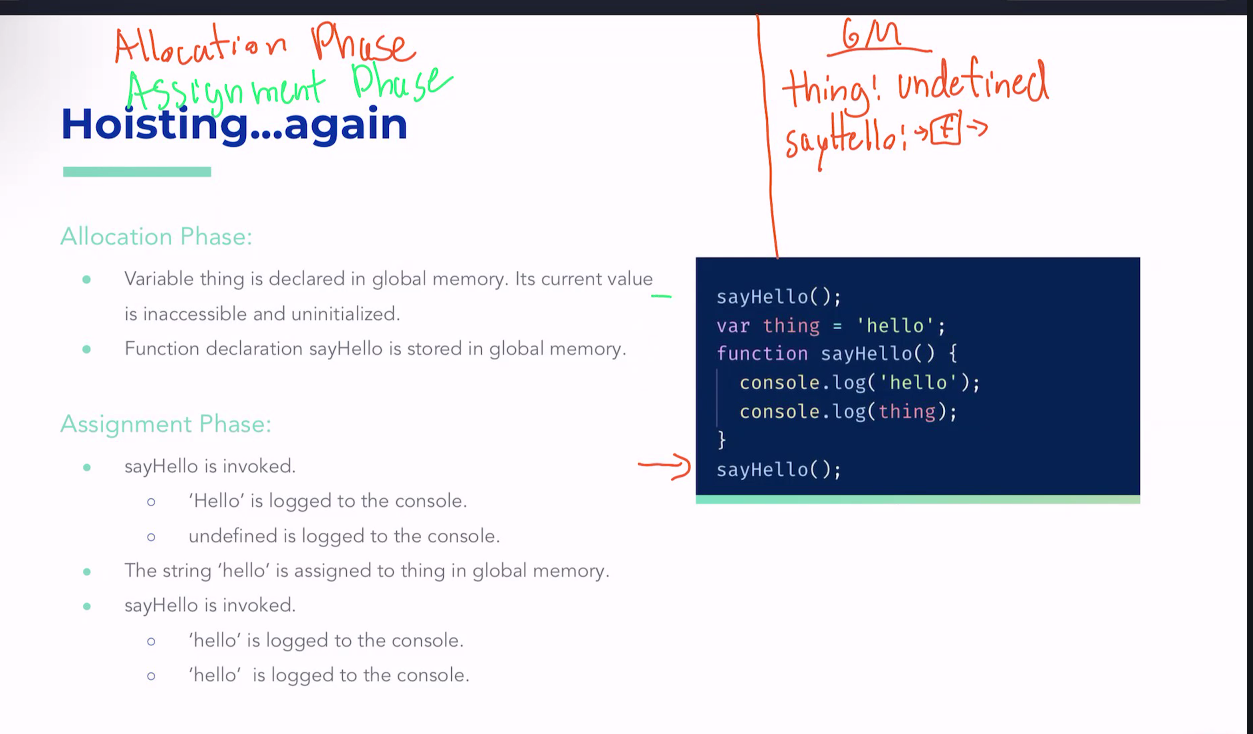 Allocation Phase
Assignment Phase
Hoisting...again
Allocation Phase:
Variable thing is declared in global memory. Its current value
is inaccessible and uninitialized.
Function declaration sayHello is stored in global memory.
Assignment Phase:
sayHello is invoked.
‘Hello’ is logged to the console.
undefined is logged to the console.
The string ‘hello’ is assigned to thing in global memory.
sayHello is invoked.
‘hello’ is logged to the console.
‘hello’  is logged to the console.
GM
thing: undefined
sayHello: →[f]→
sayHello();
var thing = 'hello';
function sayHello() {
  console.log('hello');
  console.log(thing);
}
sayHello();